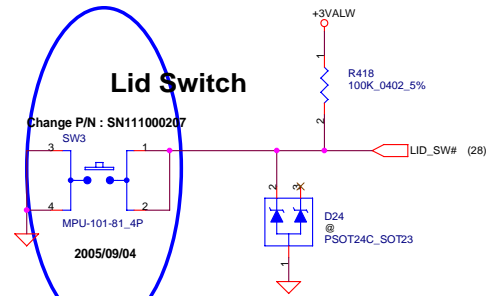 +3VALW
1
R418
100K_0402_5%
2
Lid Switch
Change P/N : SN111000207
SW3
3
1
LID_SW# (28)
4
2
MPU-101-81_4P
2005/09/04
2
3
D24
@
PSOT24C_SOT23
1